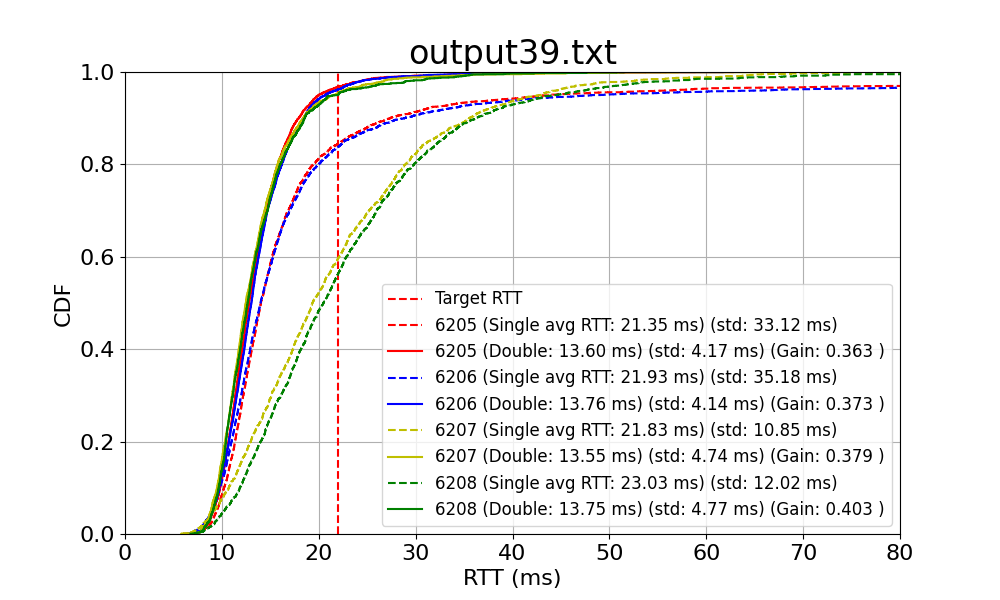 output39.txt
1.0
0.8
0.6
0.4
0.2
0.0
CDF
Target RTT
6205 (Single avg RTT: 21.35 ms) (std: 33.12 ms)
6205 (Double: 13.60 ms) (std: 4.17 ms) (Gain: 0.363 )
6206 (Single avg RTT: 21.93 ms) (std: 35.18 ms)
6206 (Double: 13.76 ms) (std: 4.14 ms) (Gain: 0.373 )
6207 (Single avg RTT: 21.83 ms) (std: 10.85 ms)
6207 (Double: 13.55 ms) (std: 4.74 ms) (Gain: 0.379 )
6208 (Single avg RTT: 23.03 ms) (std: 12.02 ms)
6208 (Double: 13.75 ms) (std: 4.77 ms) (Gain: 0.403 )
0 10 20 30 40 50 60 70 80
RTT (ms)